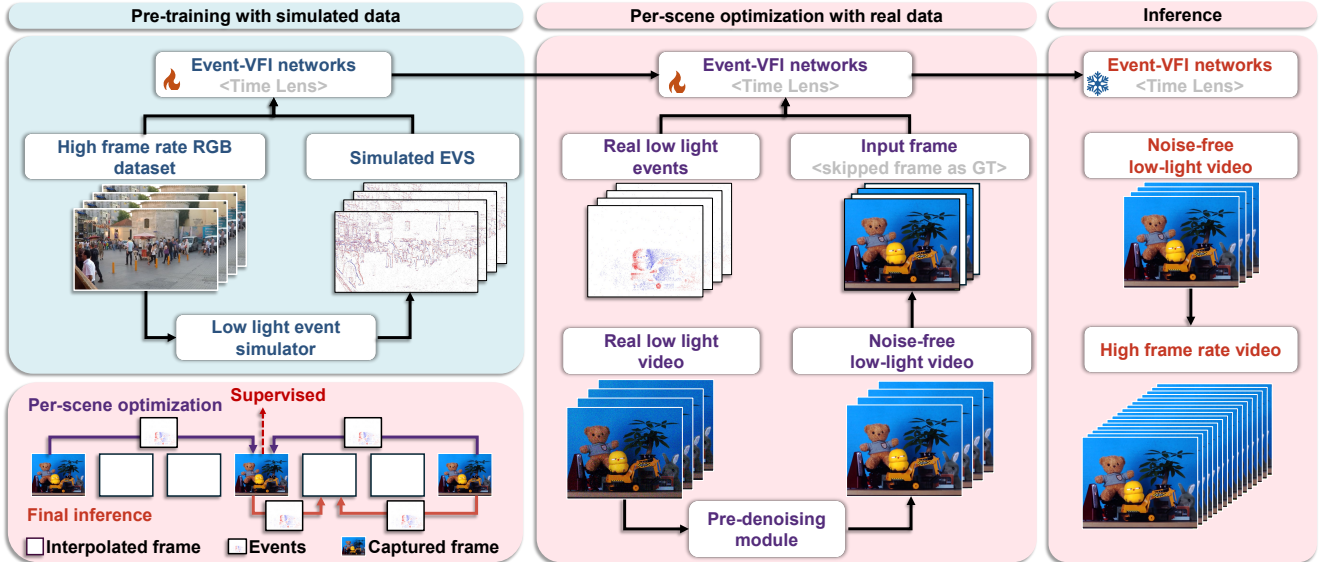 Pre-training with simulated data
Event-VFI networks
<Time Lens>
High frame rate RGB
dataset
Simulated EVS
Low light event
simulator
Per-scene optimization
Supervised
Final inference
Interpolated frame
Events
Captured frame
Per-scene optimization with real data
Event-VFI networks
<Time Lens>
Real low light
events
Input frame
<skipped frame as GT>
Real low light
video
Noise-free
low-light video
Pre-denoising
module
Inference
Event-VFI networks
<Time Lens>
Noise-free
low-light video
High frame rate video